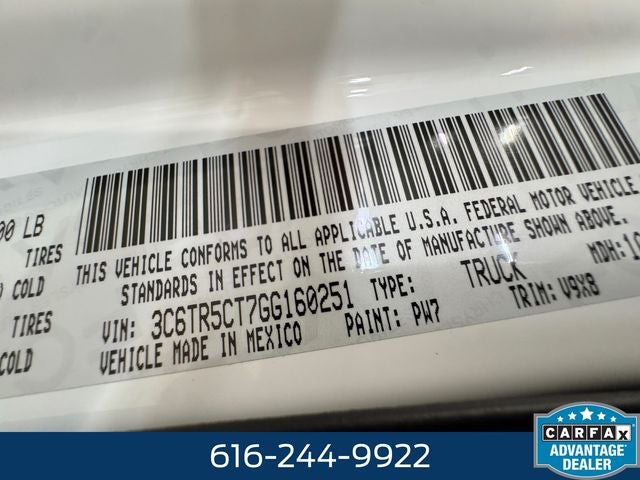 00 LB
TIRES
COLD
TIRES
COLD
THIS VEHICLE CONFORMS TO ALL APPLICABLE U.S.A. FEDERAL MOTOR VEHICLE
STANDARDS IN EFFECT ON THE DATE OF MANUFACTURE SHOWN ABOVE.
VIN: 3C6TR5CT7GG160251 TYPE: TRUCK MDH:
VEHICLE MADE IN MEXICO PAINT: PW7 TRIM: V9X8
616-244-9922
CARFAX
ADVANTAGE
DEALER